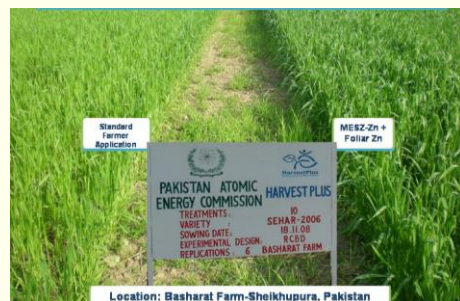 Standard
Farmer
Application
MESZ-Zn +
Foliar Zn
HarvestPlus
PAKISTAN ATOMIC
ENERGY COMMISSION
HARVEST PLUS
TREATMENTS: 10
VARIETY : SEHAR-2006
SOWING DATE: 18.11.08
EXPERIMENTAL DESIGN: RCBD
REPLICATIONS: 6 BASHARAT FARM
Location: Basharat Farm-Sheikhupura, Pakistan